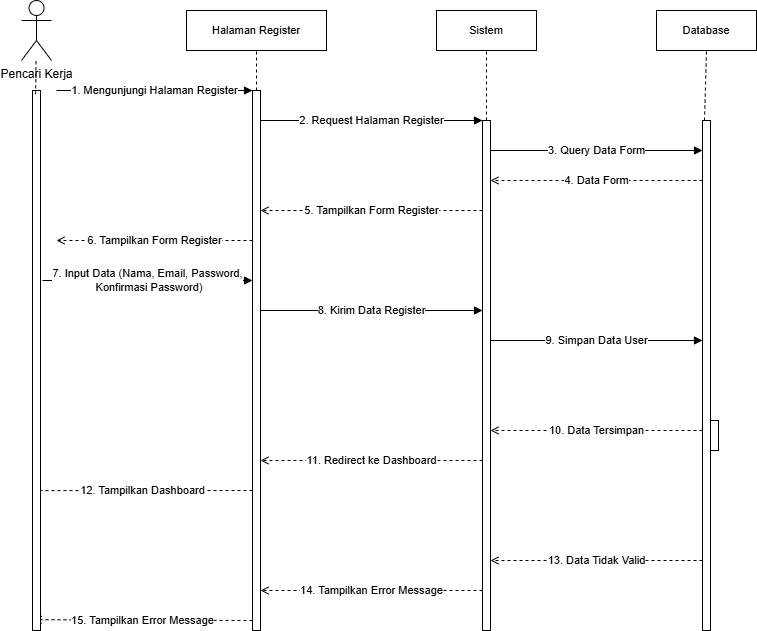 Halaman Register
Sistem
Database
Pencari Kerja
1. Mengunjungi Halaman Register
2. Request Halaman Register
3. Query Data Form
4. Data Form
5. Tampilkan Form Register
6. Tampilkan Form Register
7. Input Data (Nama, Email, Password,
Konfirmasi Password)
8. Kirim Data Register
9. Simpan Data User
10. Data Tersimpan
11. Redirect ke Dashboard
12. Tampilkan Dashboard
13. Data Tidak Valid
14. Tampilkan Error Message
15. Tampilkan Error Message